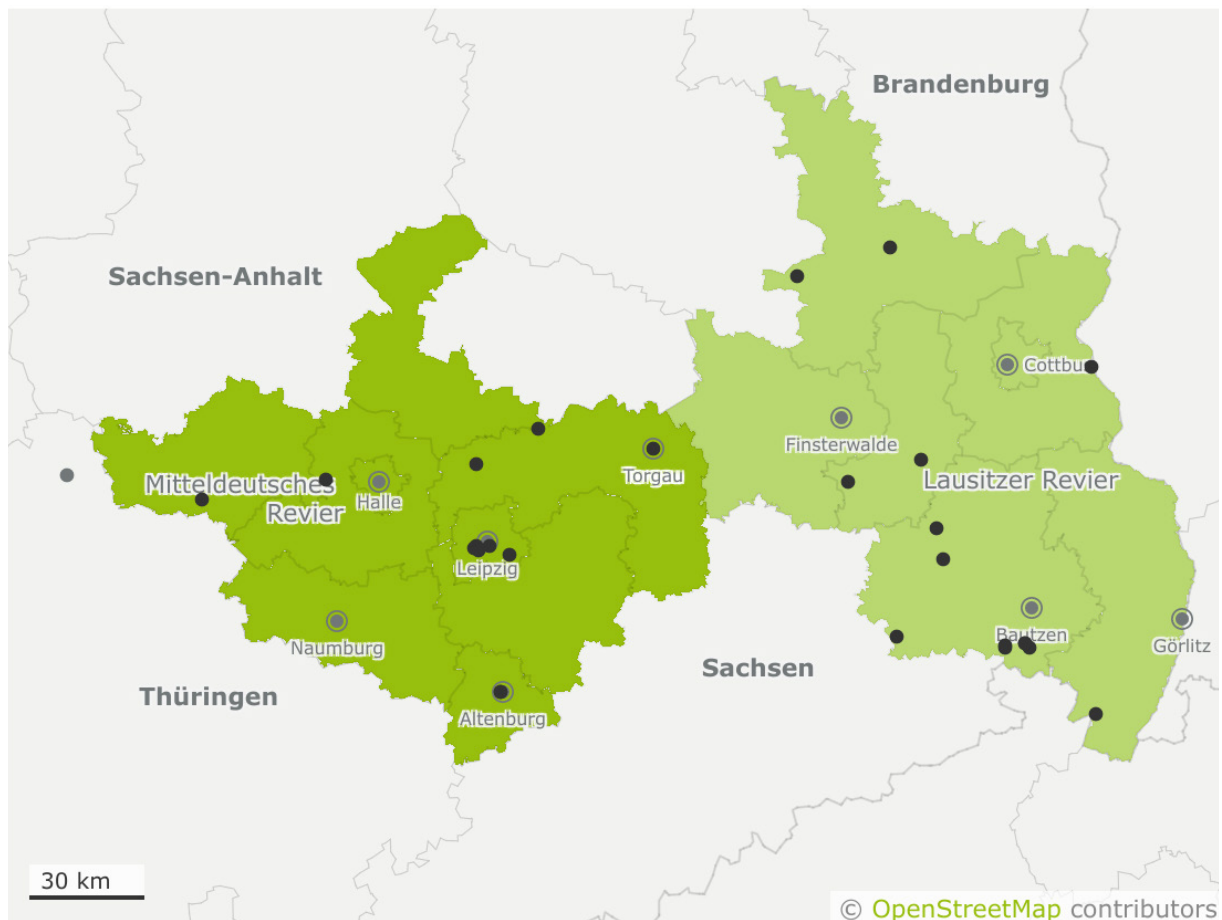 Brandenburg
Sachsen-Anhalt
Cottbus
Finsterwalde
Torgau
Mitteldeutsches
Revier
Halle
Lausitzer Revier
Leipzig
Bautzen
Naumburg
Görlitz
Sachsen
Thüringen
Altenburg
30 km
© OpenStreetMap contributors